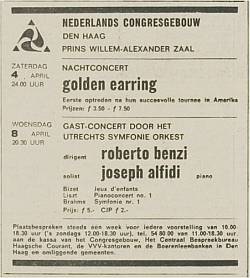 NEDERLANDS CONGRESGEBOUW
DEN HAAG
PRINS WILLEM-ALEXANDER ZAAL
ZATERDAG
4 APRIL
24.00 UUR
NACHTCONCERT
golden earring
Eerste optreden na hun succesvolle tournee in Amerika
Prijzen: ƒ 3.50 - ƒ 7.50
WOENSDAG
8 APRIL
20.30 UUR
GAST-CONCERT DOOR HET
UTRECHTS SYMFONIE ORKEST
dirigent roberto benzi
solist joseph alfidi piano
Bizet Jeux d'enfants
Liszt Pianoconcert no. 1
Brahms Symfonie nr. 1
Prijs: ƒ 5.- CJP ƒ 2.-
Plaatsbespreken steeds een week voor iedere voorstelling van 10.00-
18.30 uur ('s zondags 12.00-18.30 uur), tel. 54 80 00 van 11.00-18.30 uur
aan de kassa van het Congresgebouw, Het Centraal Bespreekbureau
Haagsche Courant, de VVV-kantoren en de Boerenleenbanken in Den
Haag en omliggende gemeenten.